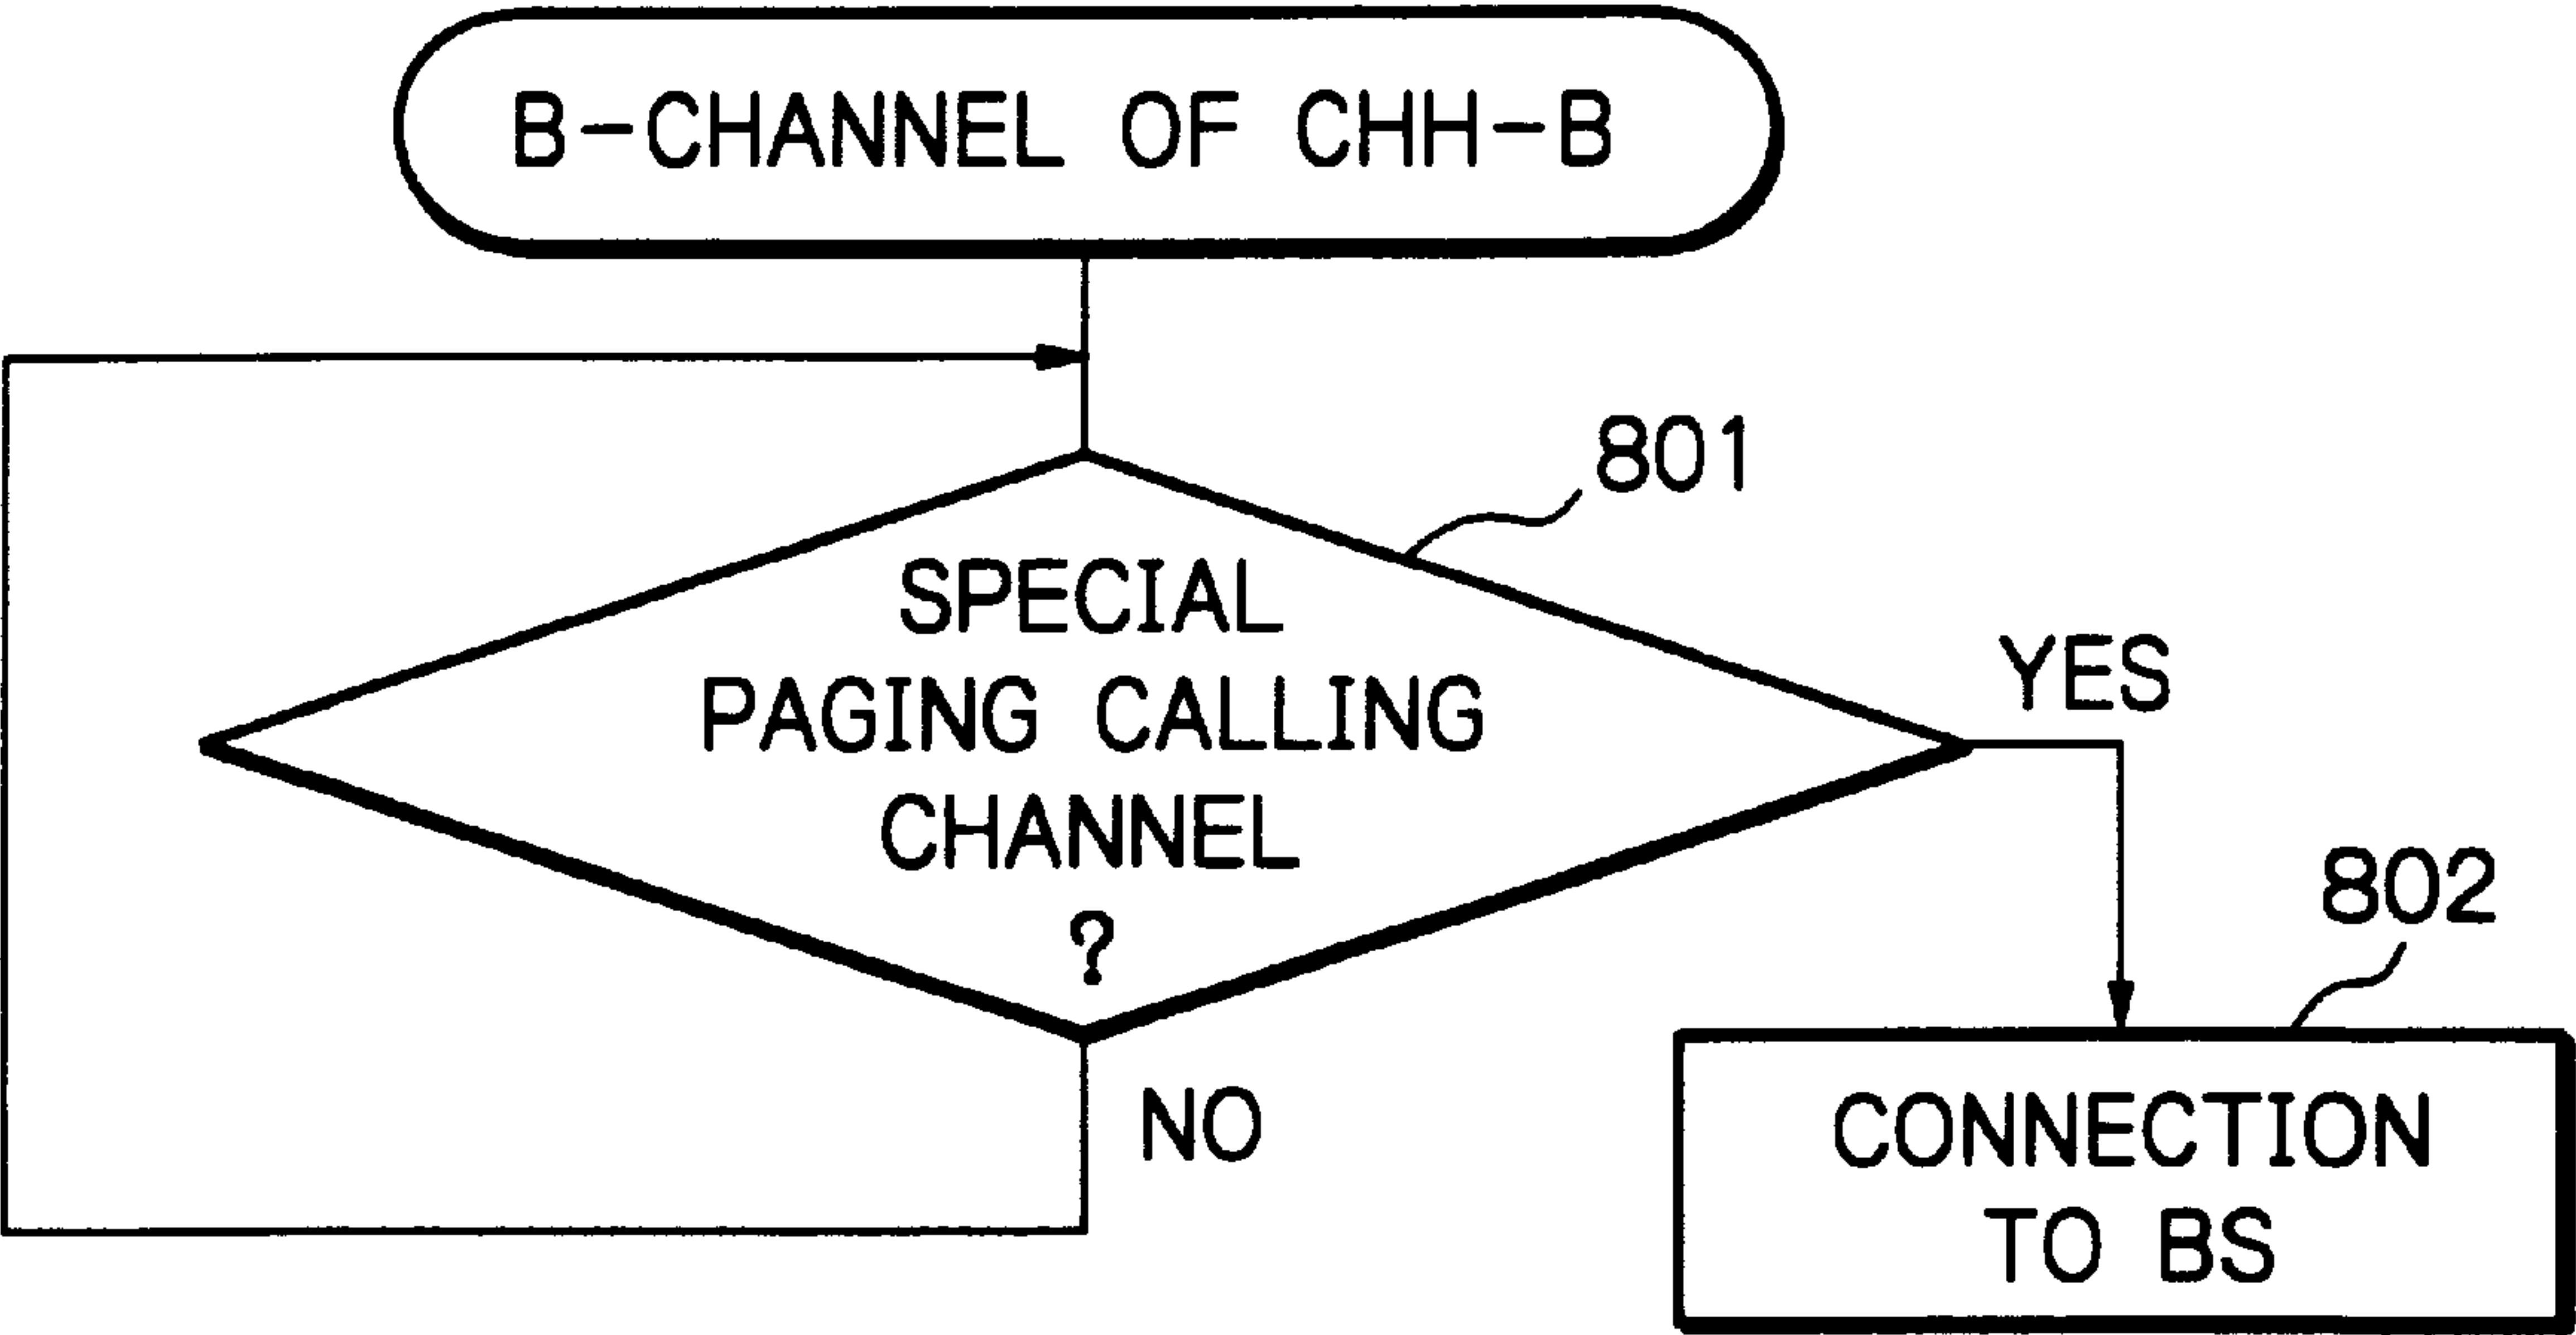 B-CHANNEL OF CHH-B
801
SPECIAL
PAGING CALLING
CHANNEL
?
YES
802
NO
CONNECTION
TO BS